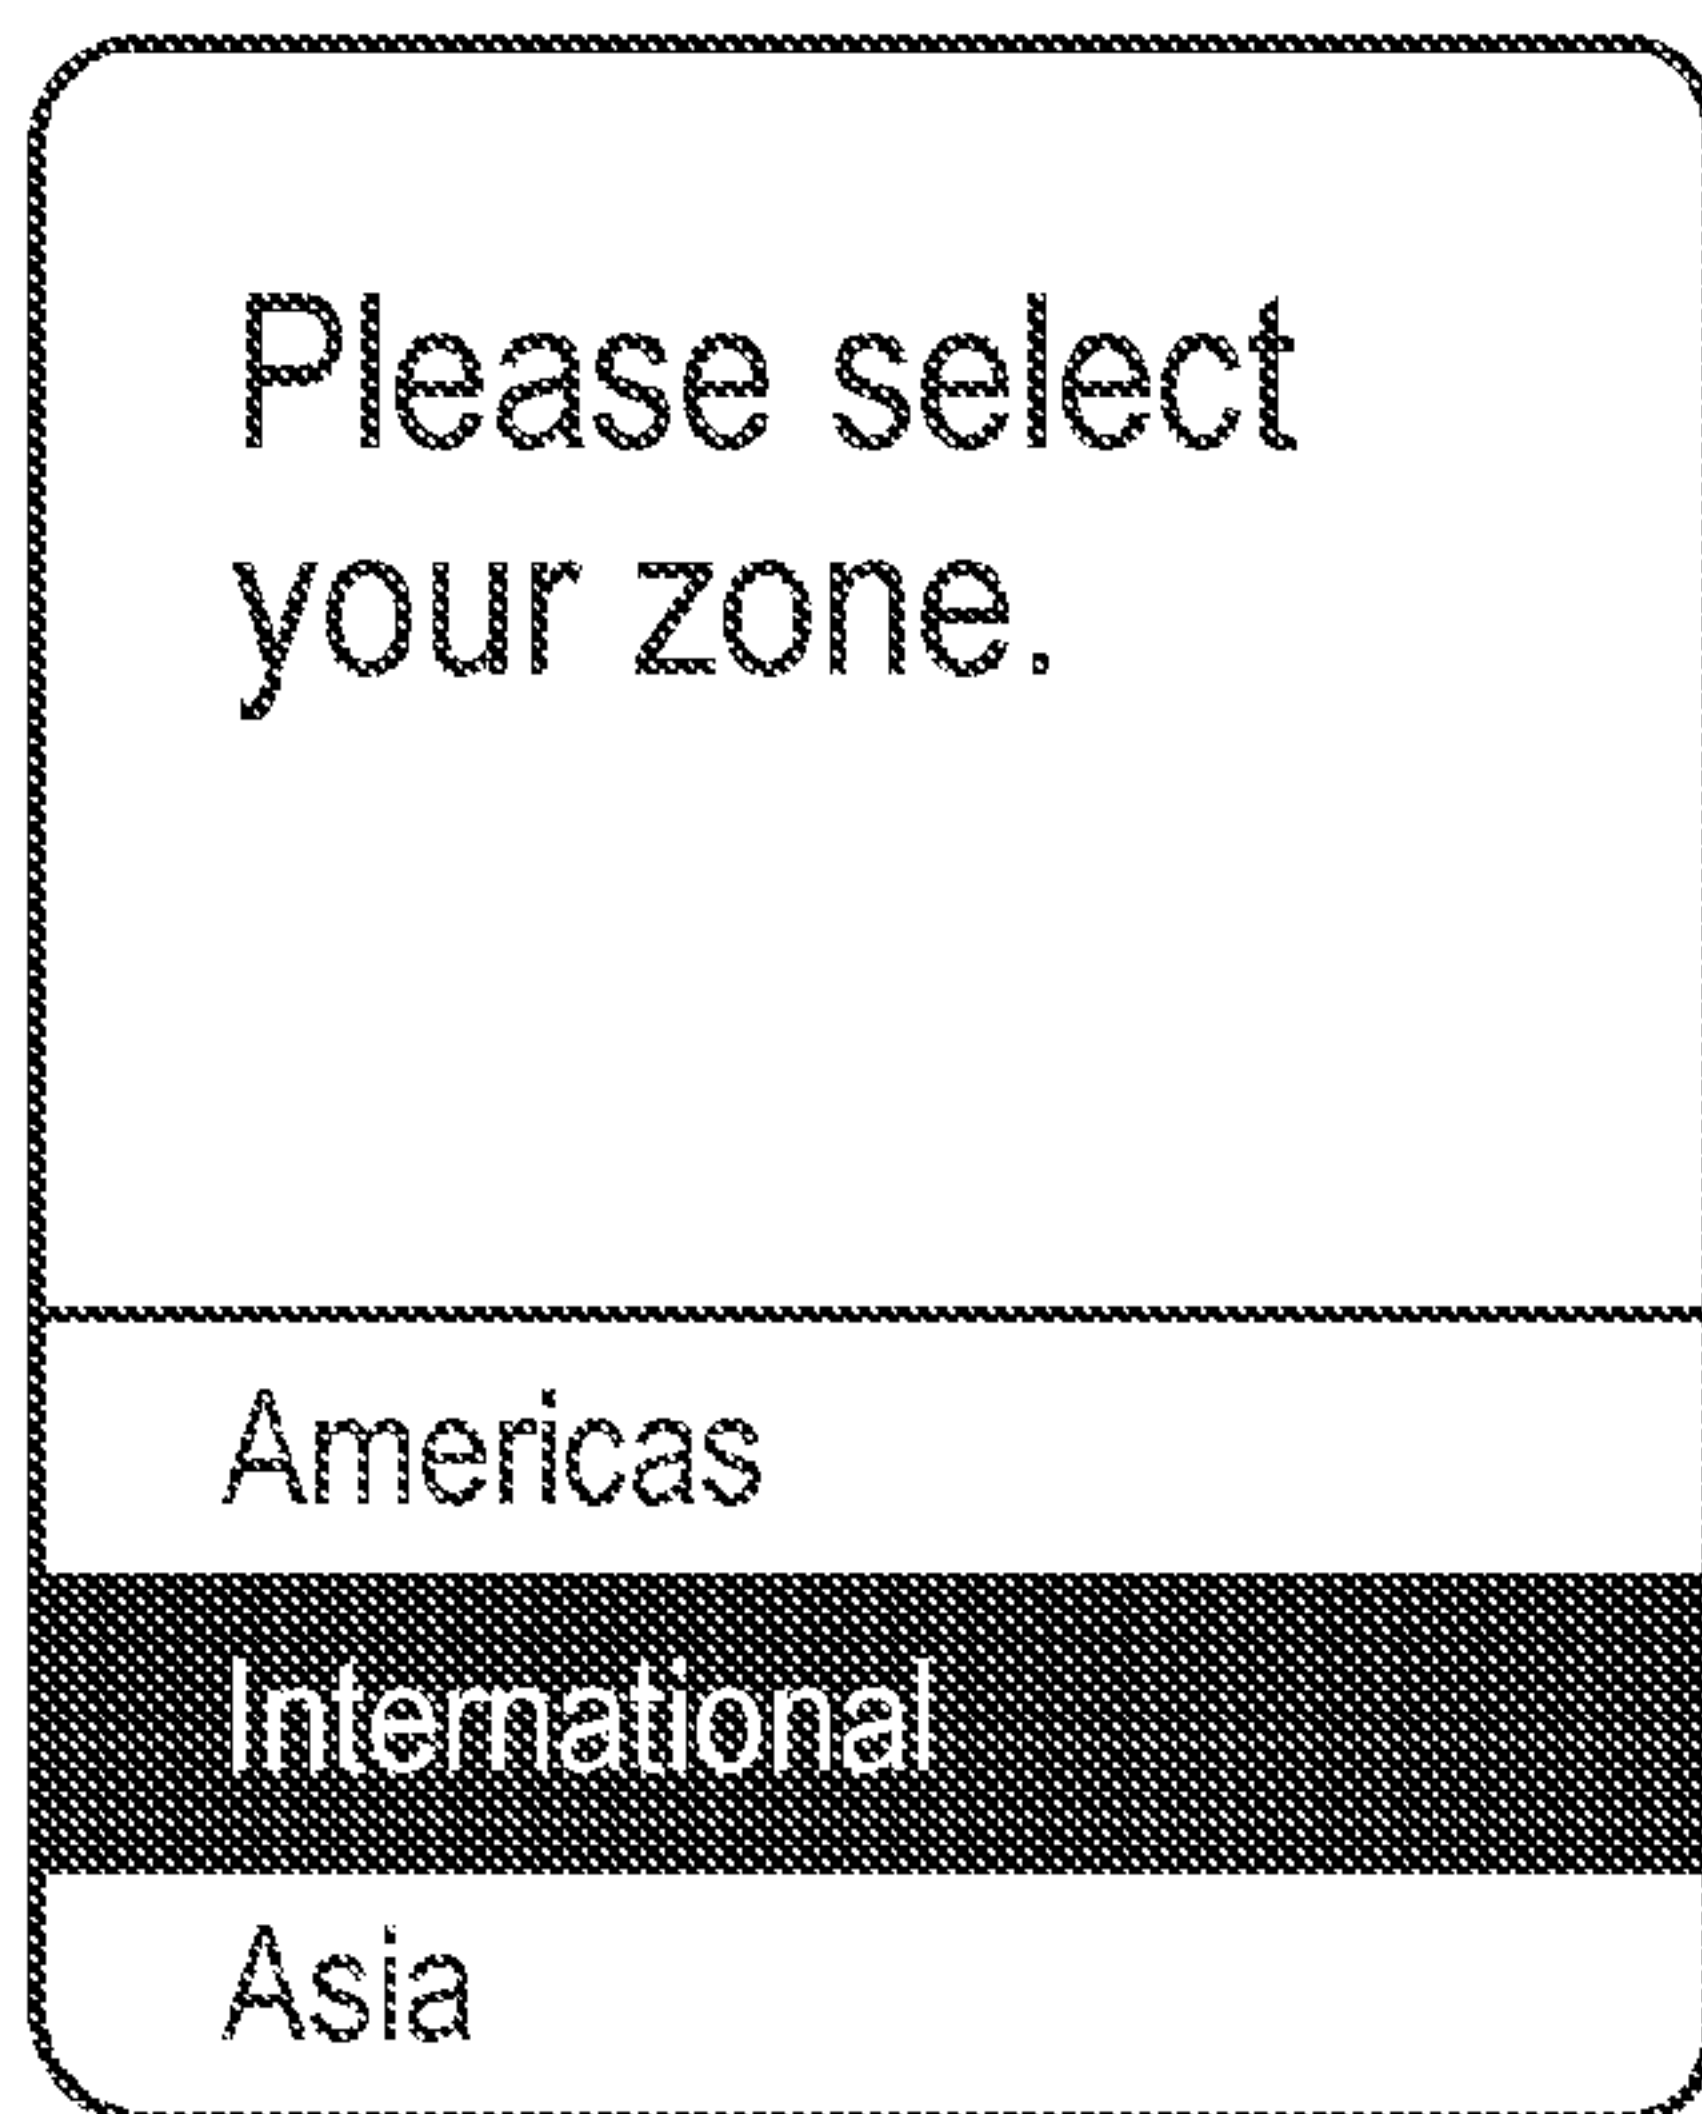 Please select
your zone.
Americas
International
Asia